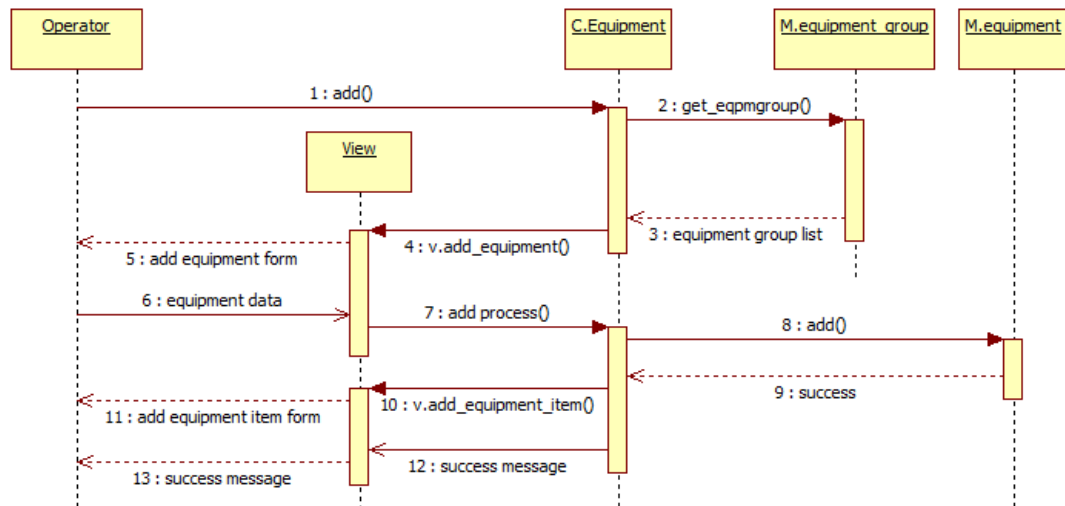 Operator
C.Equipment
M.equipment_group
M.equipment
1 : add()
2 : get_eqpmgroup()
View
3 : equipment group list
4 : v.add_equipment()
5 : add equipment form
6 : equipment data
7 : add process()
8 : add()
9 : success
10 : v.add_equipment_item()
11 : add equipment item form
12 : success message
13 : success message